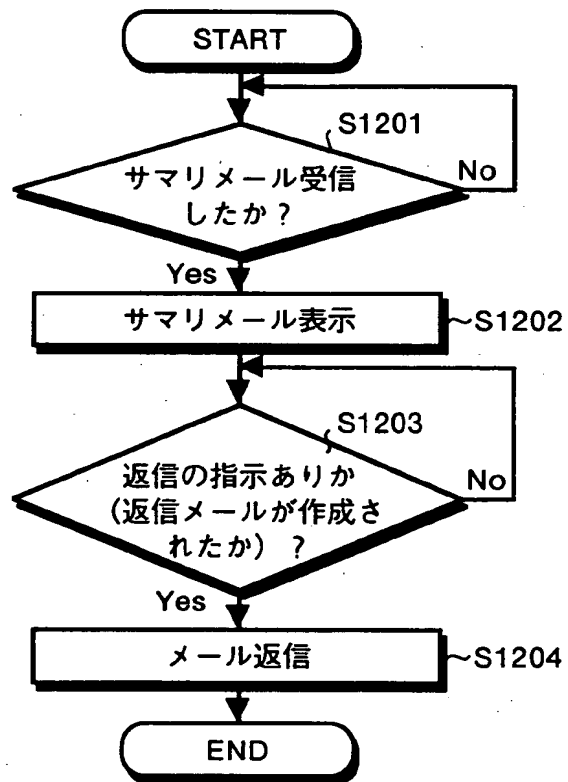 START
S1201
サマリメール受信
したか？
No
Yes
サマリメール表示
~S1202
S1203
返信の指示ありか
（返信メールが作成さ
れたか）？
No
Yes
メール返信
~S1204
END